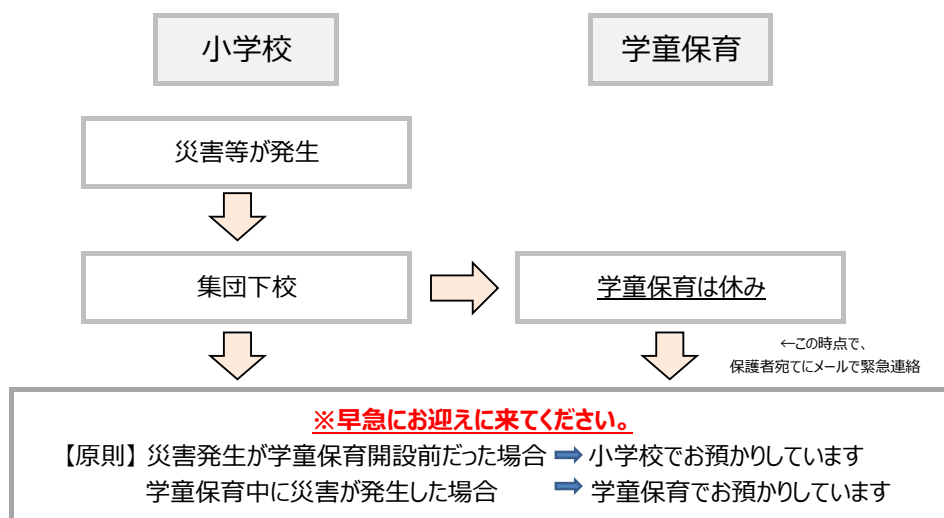 小学校
学童保育
災害等が発生
集団下校
学童保育は休み
←この時点で、
保護者宛てにメールで緊急連絡
※早急にお迎えに来てください。
【原則】災害発生が学童保育開設前だった場合 ➡ 小学校でお預かりしています
学童保育中に災害が発生した場合 ➡ 学童保育でお預かりしています